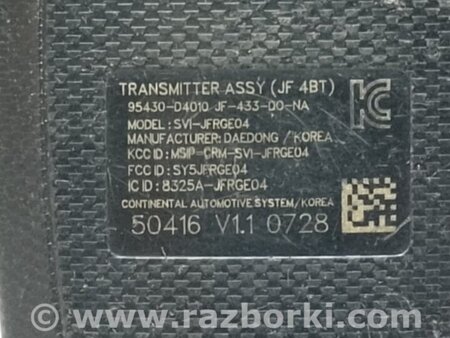 TRANSMITTER ASSY (JF 4BT)
95430-D4010 JF-433-DO-NA
MODEL: SVI-JFRGE04
MANUFACTURER: DAEDONG / KOREA
KCC ID: MSIP-CRM-SVI-JFRGE04
FCC ID: SY5JFRGE04
IC ID: 8325A-JFRGE04
CONTINENTAL AUTOMOTIVE SYSTEM/KOREA
50416 V1.1 0728
www.razborki.com